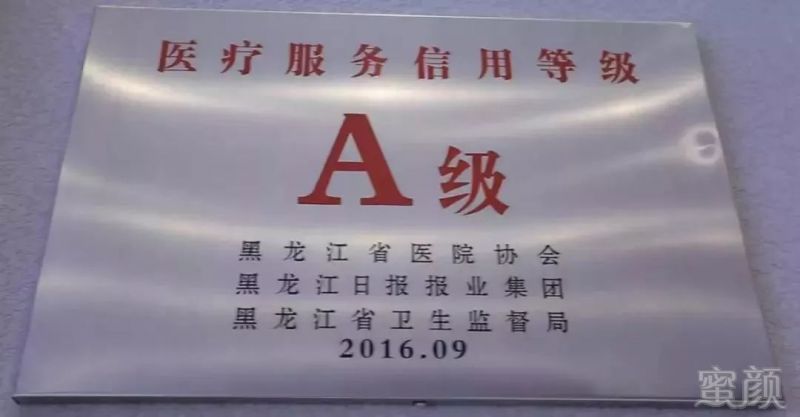 医疗服务信用等级
A级
黑龙江省医院协会
黑龙江日报报业集团
黑龙江省卫生监督局
2016.09
蜜颜